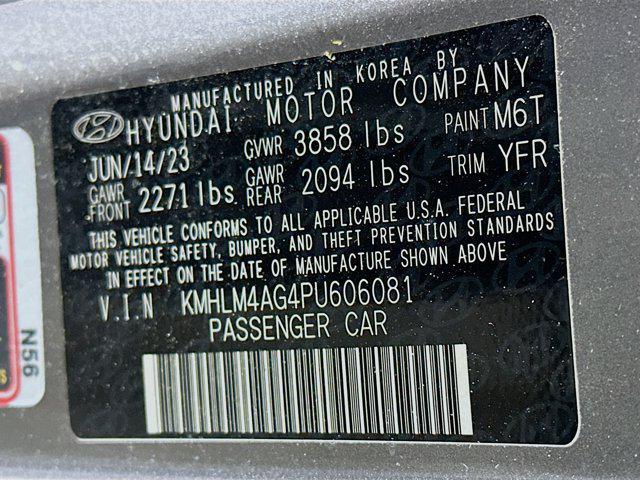 MANUFACTURED IN KOREA BY
HYUNDAI MOTOR COMPANY
JUN/14/23 GVWR 3858 lbs PAINT M6T
GAWR FRONT 2271 lbs GAWR REAR 2094 lbs TRIM YFR
THIS VEHICLE CONFORMS TO ALL APPLICABLE U.S.A. FEDERAL
MOTOR VEHICLE SAFETY, BUMPER, AND THEFT PREVENTION STANDARDS
IN EFFECT ON THE DATE OF MANUFACTURE SHOWN ABOVE
V.I.N KMHLM4AG4PU606081
PASSENGER CAR
N56